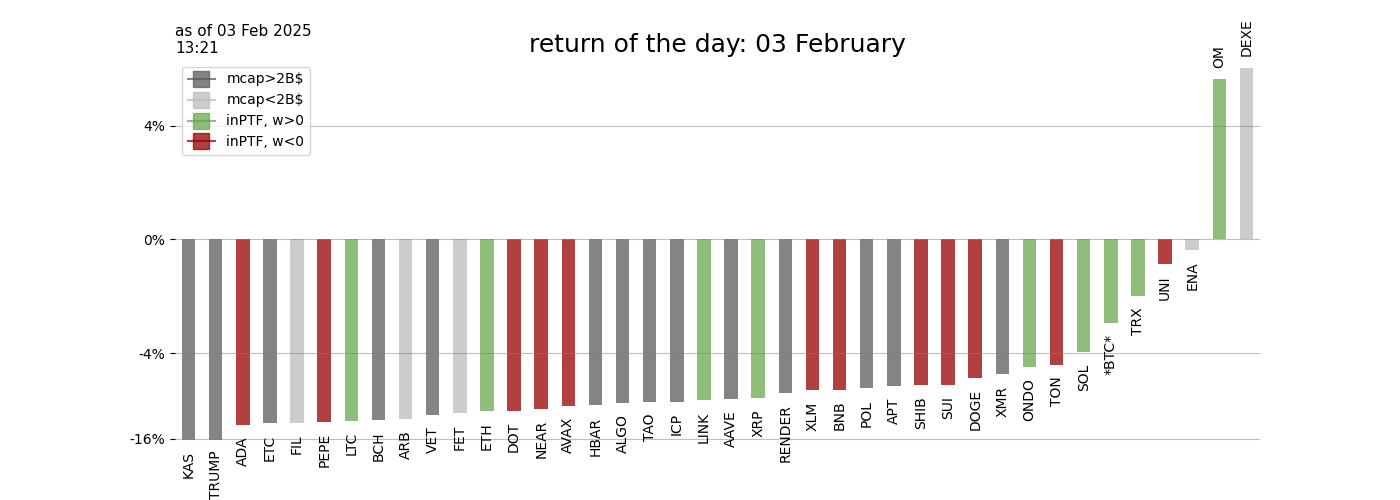 as of 03 Feb 2025
13:21
return of the day: 03 February
mcap>2B$
mcap<2B$
inPTF, w>0
inPTF, w<0
4%
0%
-4%
-16%
KAS
TRUMP
ADA
ETC
FIL
PEPE
LTC
BCH
ARB
VET
FET
ETH
DOT
NEAR
AVAX
HBAR
ALGO
TAO
ICP
LINK
AAVE
XRP
RENDER
XLM
BNB
POL
APT
SHIB
SUI
DOGE
XMR
ONDO
TON
SOL
*BTC*
TRX
UNI
ENA
OM
DEXE